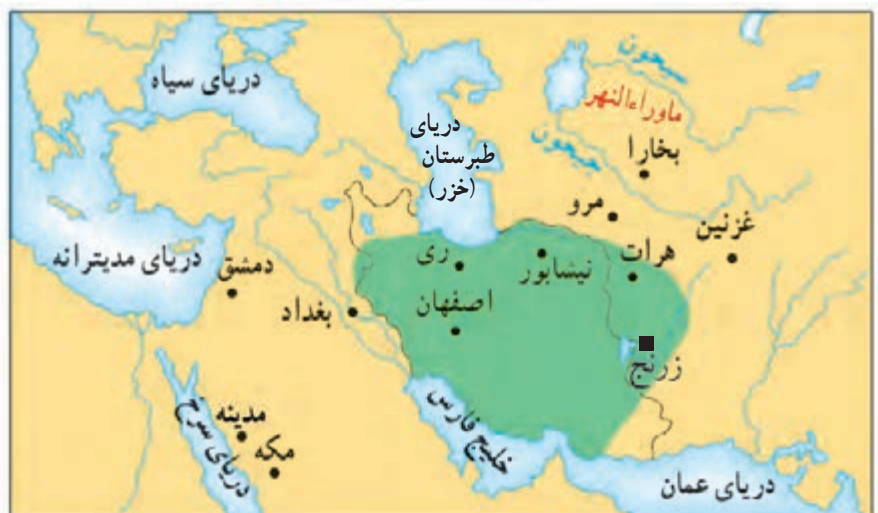 سیحون
ماوراءالنهر
دریای سیاه
دریای
طبرستان
(خزر)
جیحون
بخارا
مرو
غزنین
دریای مدیترانه
دمشق
ری
نیشابور
هرات
بغداد
اصفهان
زرنج
مدینه
مکه
دریای سرخ
خلیج فارس
دریای عمان